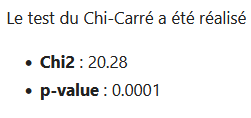 Le test du Chi-Carré a été réalisé
• Chi2 : 20.28
• p-value : 0.0001